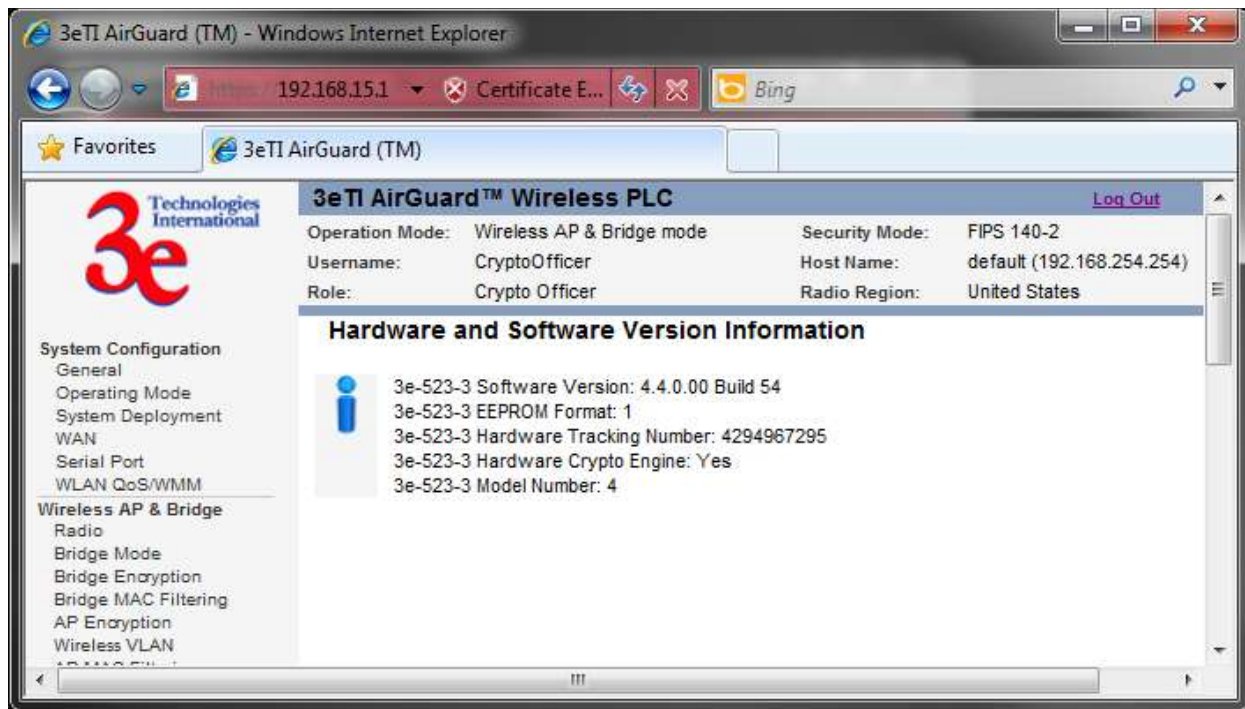 3eTI AirGuard (TM) - Windows Internet Explorer
192.168.15.1 Certificate E... Bing
Favorites 3eTI AirGuard (TM)
3e Technologies International
3eTI AirGuard™ Wireless PLC Log Out
Operation Mode: Wireless AP & Bridge mode Security Mode: FIPS 140-2
Username: CryptoOfficer Host Name: default (192.168.254.254)
Role: Crypto Officer Radio Region: United States
Hardware and Software Version Information
3e-523-3 Software Version: 4.4.0.00 Build 54
3e-523-3 EEPROM Format: 1
3e-523-3 Hardware Tracking Number: 4294967295
3e-523-3 Hardware Crypto Engine: Yes
3e-523-3 Model Number: 4
System Configuration
General
Operating Mode
System Deployment
WAN
Serial Port
WLAN QoS/WMM
Wireless AP & Bridge
Radio
Bridge Mode
Bridge Encryption
Bridge MAC Filtering
AP Encryption
Wireless VLAN